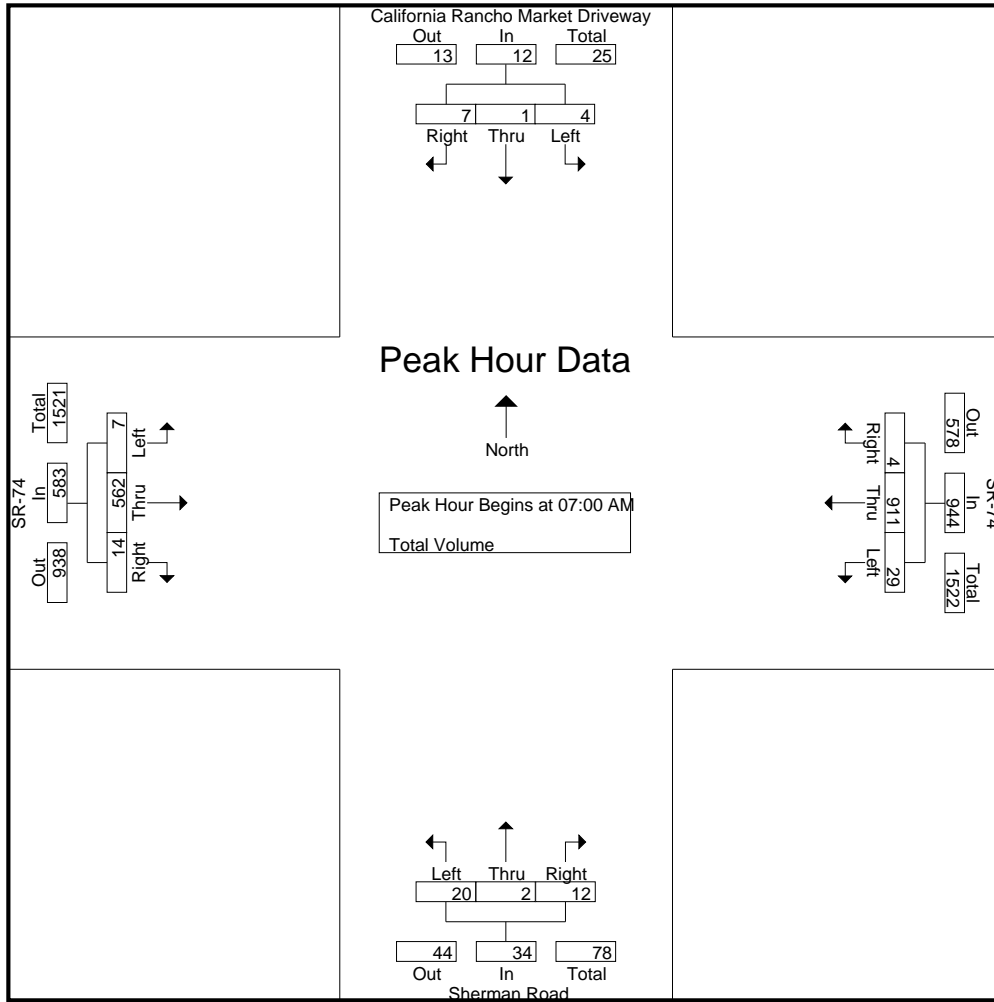 California Rancho Market Driveway
Out In Total
13 12 25
7 1 4
Right Thru Left
Peak Hour Data
North
Peak Hour Begins at 07:00 AM
Total Volume
SR-74
Total In Out
1521 583 938
7 562 14
Left Thru Right
Right Thru Left
4 911 29
Out In Total
578 944 1522
SR-74
Left Thru Right
20 2 12
44 34 78
Out In Total
Sherman Road